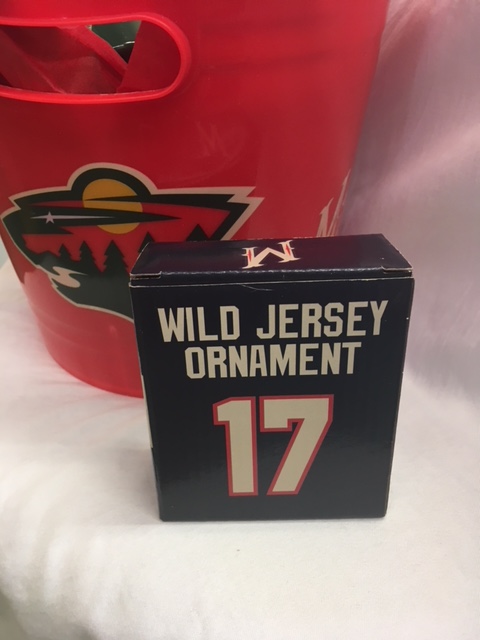 M
WILD JERSEY
ORNAMENT
17